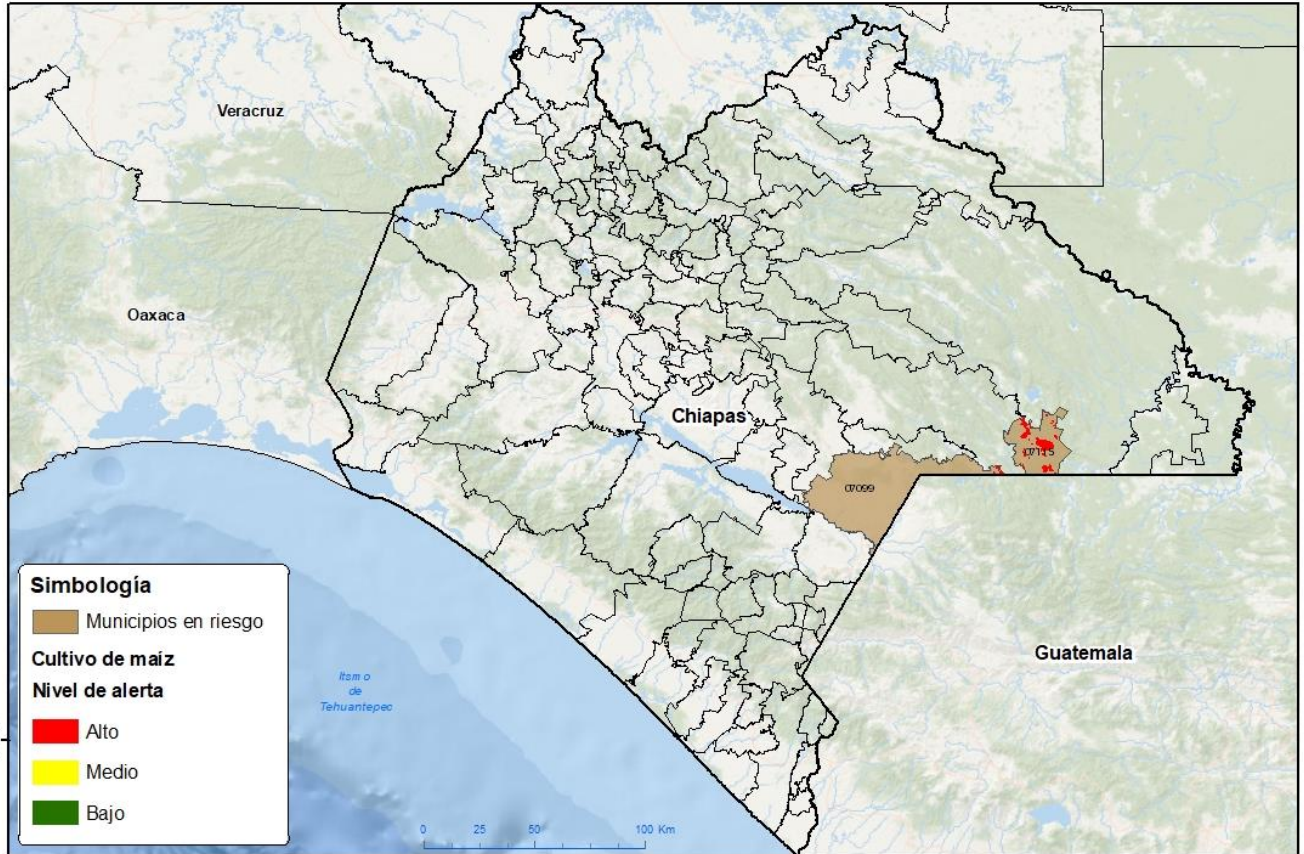 Veracruz
Oaxaca
Chiapas
07115
07099
Guatemala
Itsmo
de
Tehuantepec
Simbología
Municipios en riesgo
Cultivo de maíz
Nivel de alerta
Alto
Medio
Bajo
0 25 50 100 Km